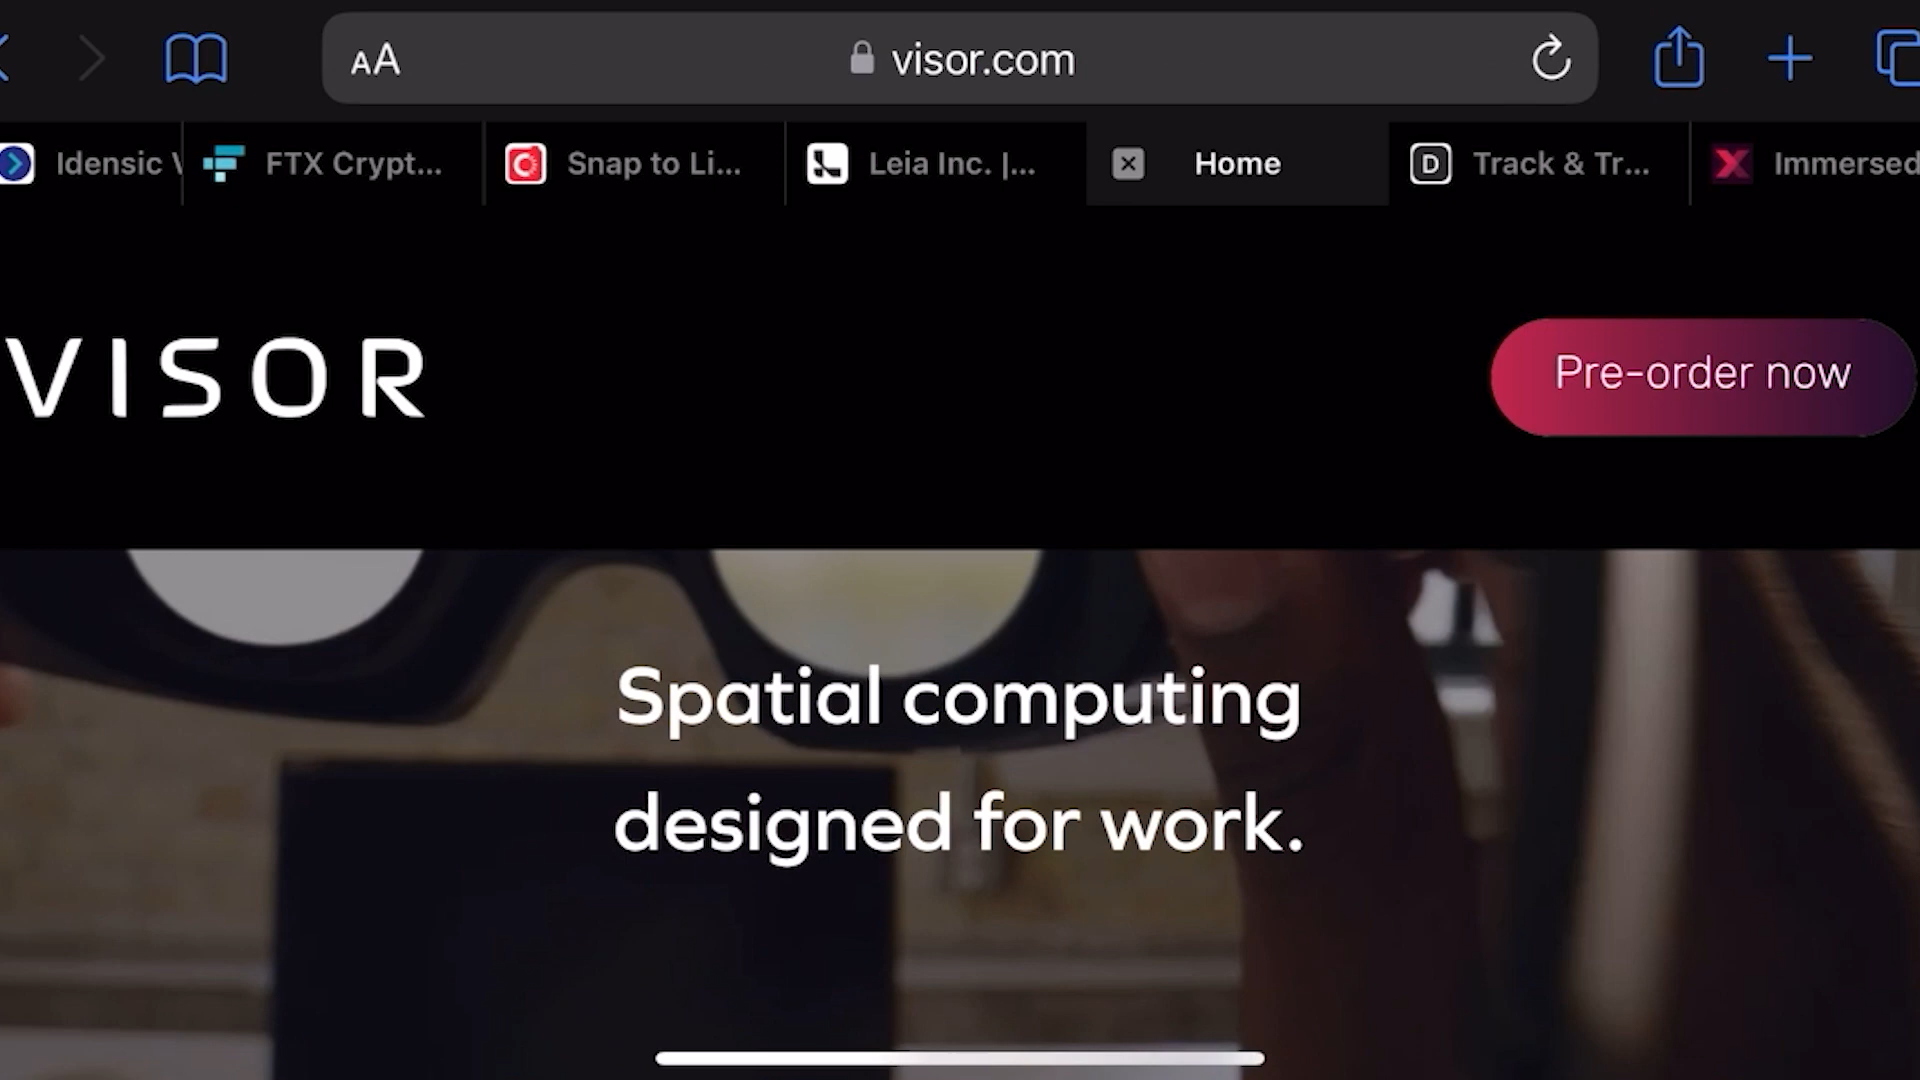 AA
visor.com
Idensic
FTX Crypt...
Snap to Li...
Leia Inc. |...
Home
D
Track & Tr...
Immersed
VISOR
Pre-order now
Spatial computing
designed for work.